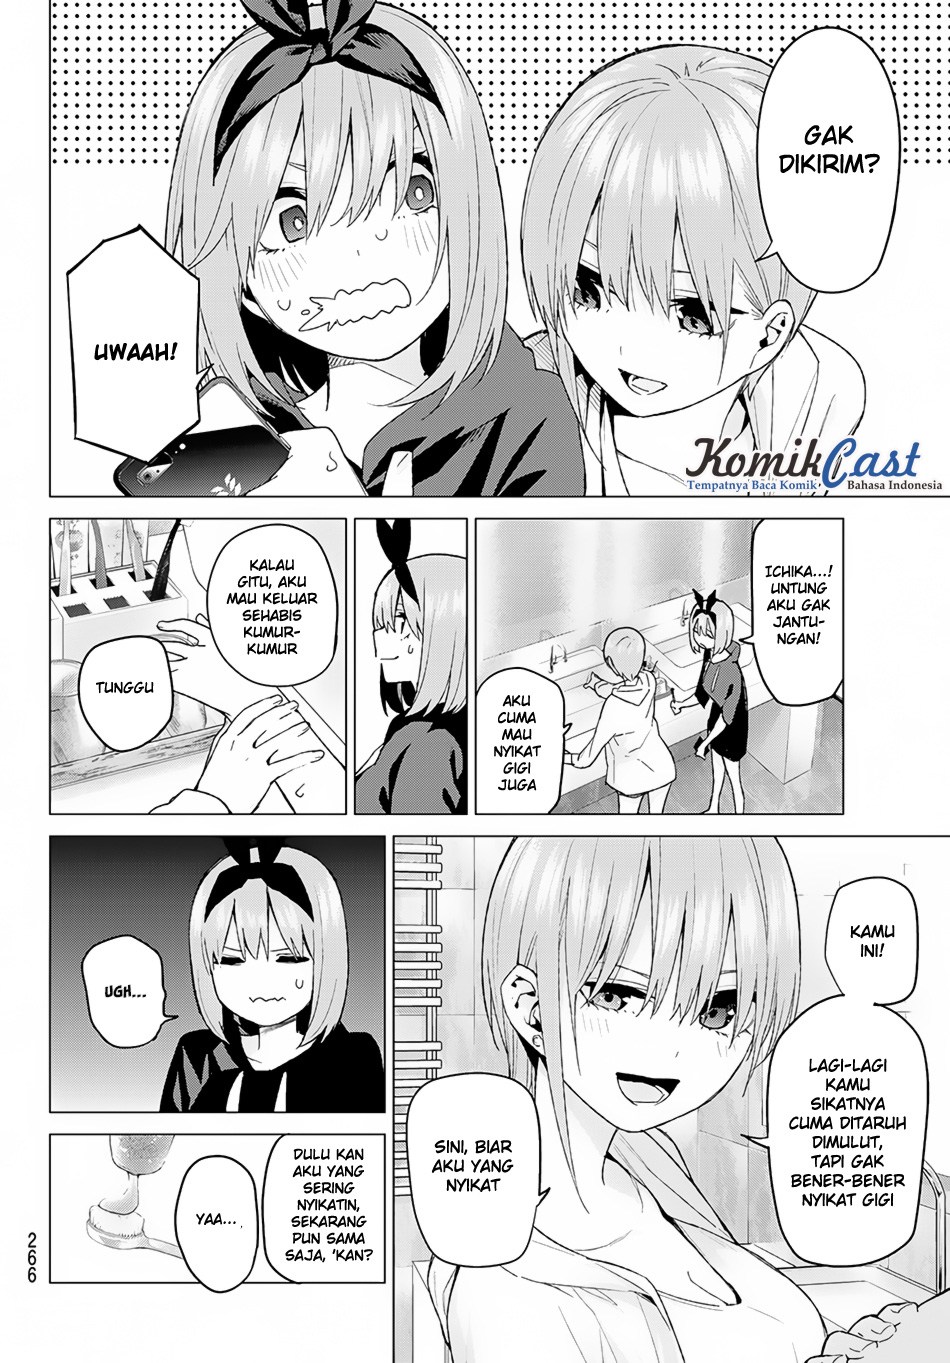 GAK
DIKIRIM?
UWAAH!
KomikCast
Tempatnya Baca Komik Bahasa Indonesia
ICHIKA...!
UNTUNG
AKU GAK
JANTU-
NGAN!
AKU
CUMA
MAU
NYIKAT
GIGI
JUGA
KALAU
GITU, AKU
MAU KELUAR
SEHABIS
KUMUR-
KUMUR
TUNGGU
KAMU
INI!
LAGI-LAGI
KAMU
SIKATNYA
CUMA DITARUH
DIMULUT,
TAPI GAK
BENER-BENER
NYIKAT GIGI
SINI, BIAR
AKU YANG
NYIKAT
UGH...
DULU KAN
AKU YANG
SERING
NYIKATIN,
SEKARANG
PUN SAMA
SAJA, 'KAN?
YAA...
266